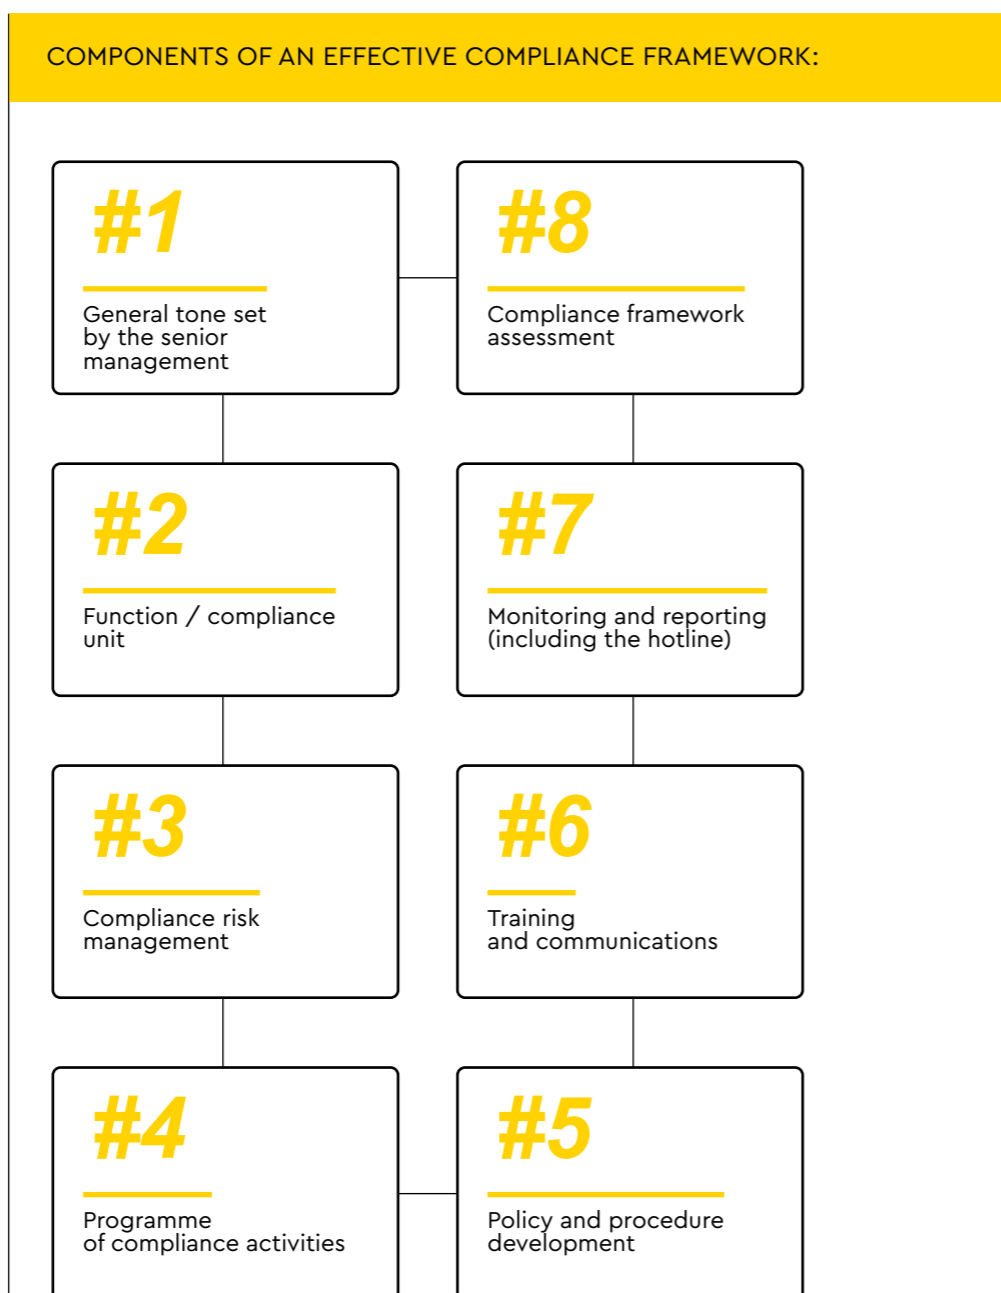 COMPONENTS OF AN EFFECTIVE COMPLIANCE FRAMEWORK:
#1
General tone set
by the senior
management
#8
Compliance framework
assessment
#2
Function / compliance
unit
#7
Monitoring and reporting
(including the hotline)
#3
Compliance risk
management
#6
Training
and communications
#4
Programme
of compliance activities
#5
Policy and procedure
development